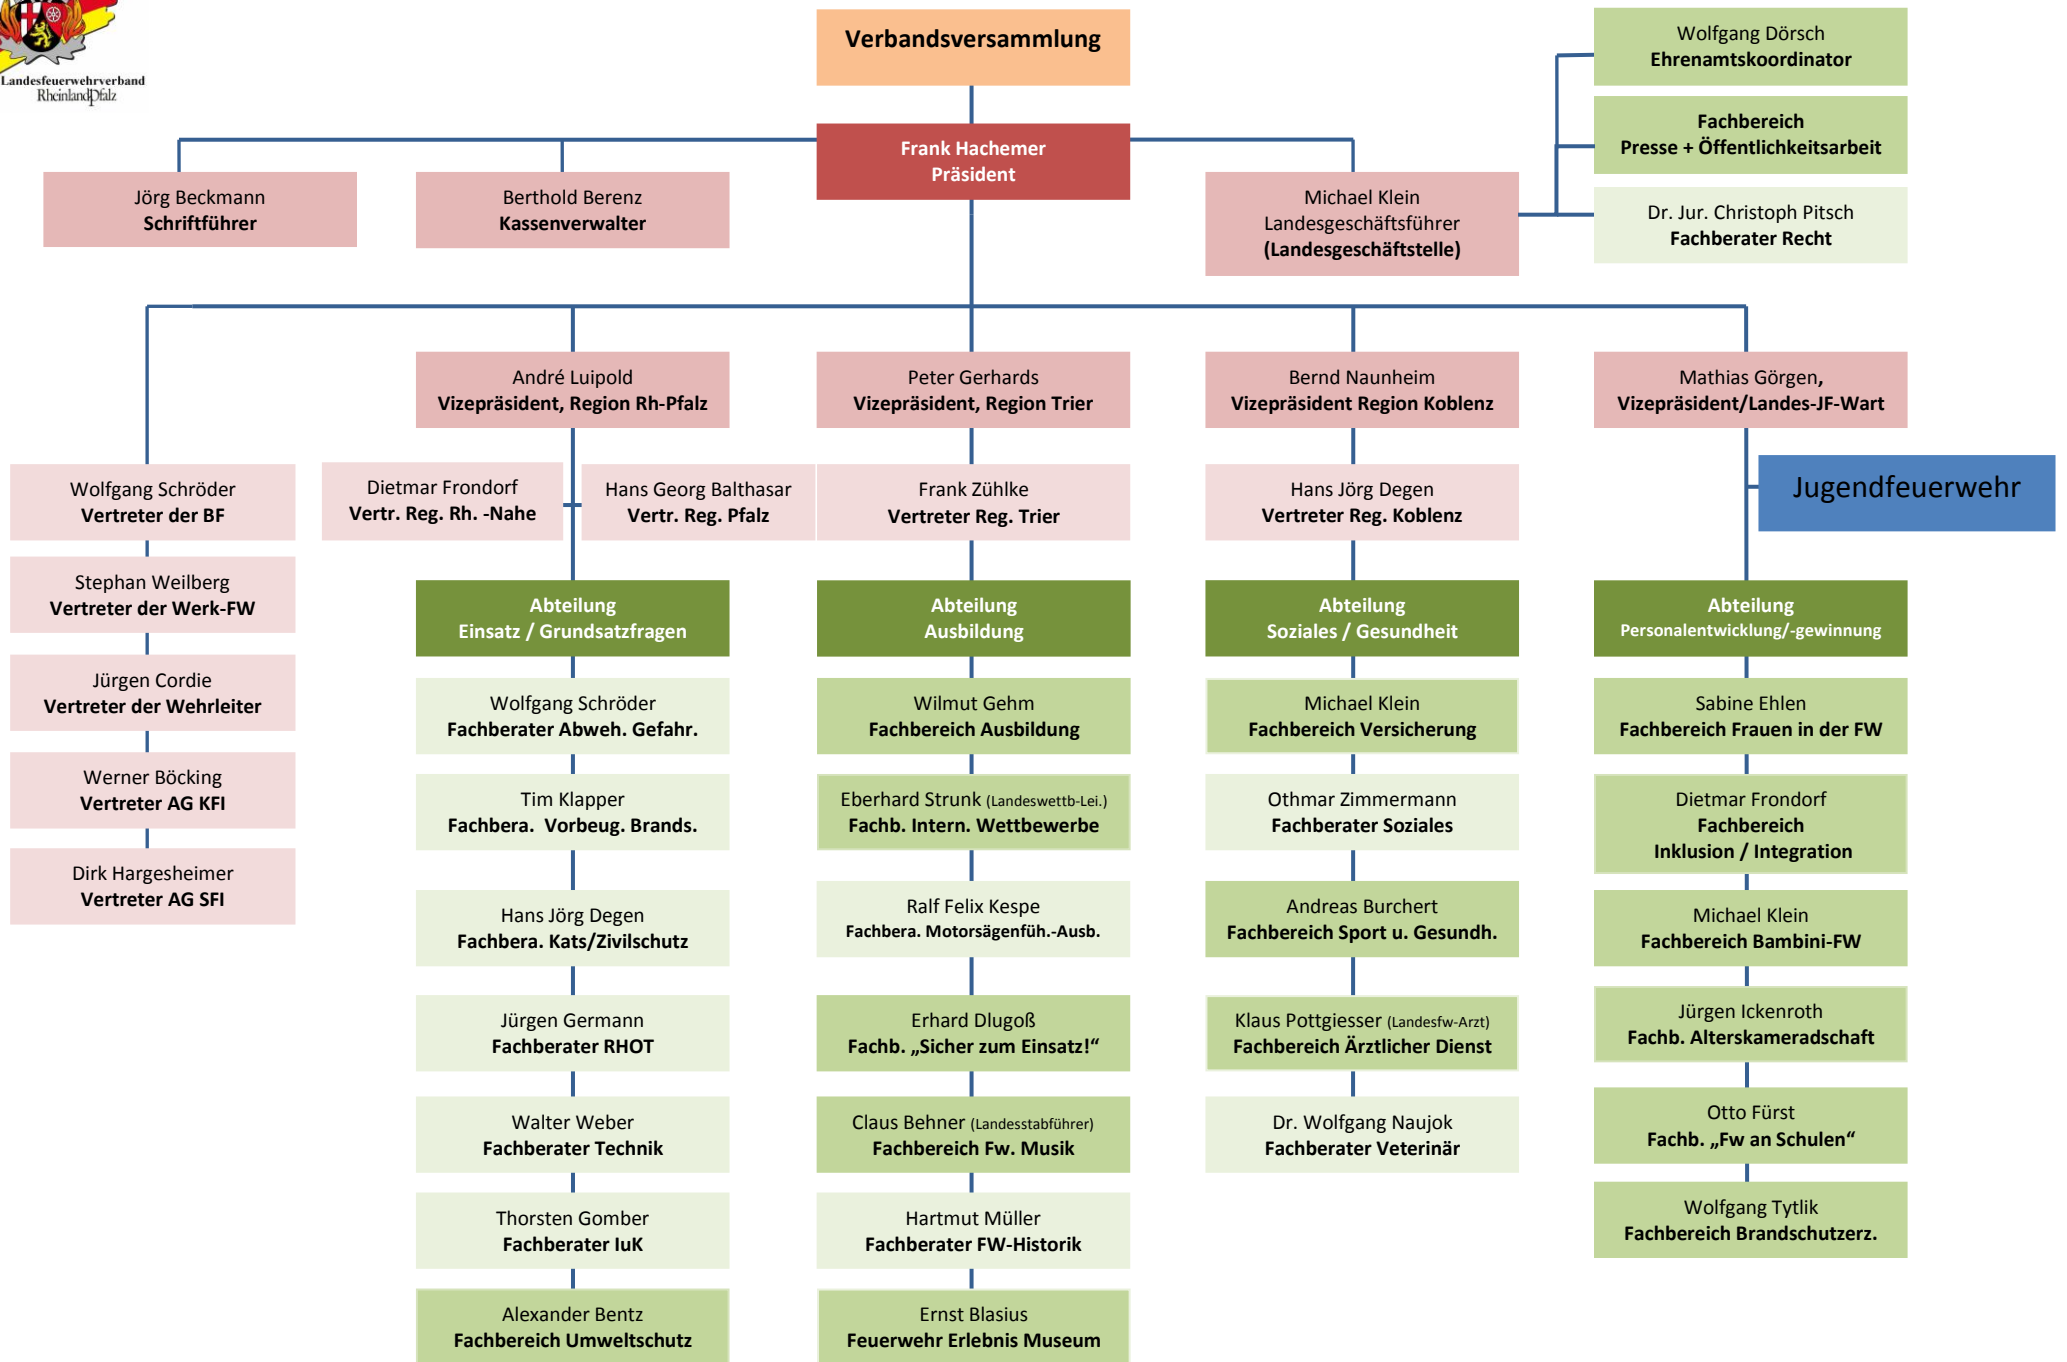 Landesfeuerwehrverband
Rheinland-Pfalz
Verbandsversammlung
Wolfgang Dörsch
Ehrenamtskoordinator
Fachbereich
Presse + Öffentlichkeitsarbeit
Dr. Jur. Christoph Pitsch
Fachberater Recht
Frank Hachemer
Präsident
Jörg Beckmann
Schriftführer
Berthold Berenz
Kassenverwalter
Michael Klein
Landesgeschäftsführer
(Landesgeschäftstelle)
André Luipold
Vizepräsident, Region Rh-Pfalz
Peter Gerhards
Vizepräsident, Region Trier
Bernd Naunheim
Vizepräsident Region Koblenz
Mathias Görgen,
Vizepräsident/Landes-JF-Wart
Wolfgang Schröder
Vertreter der BF
Dietmar Frondorf
Vertr. Reg. Rh. -Nahe
Hans Georg Balthasar
Vertr. Reg. Pfalz
Frank Zühlke
Vertreter Reg. Trier
Hans Jörg Degen
Vertreter Reg. Koblenz
Jugendfeuerwehr
Stephan Weilberg
Vertreter der Werk-FW
Jürgen Cordie
Vertreter der Wehrleiter
Werner Böcking
Vertreter AG KFI
Dirk Hargesheimer
Vertreter AG SFI
Abteilung
Einsatz / Grundsatzfragen
Wolfgang Schröder
Fachberater Abweh. Gefahr.
Tim Klapper
Fachbera.  Vorbeug. Brands.
Hans Jörg Degen
Fachbera. Kats/Zivilschutz
Jürgen Germann
Fachberater RHOT
Walter Weber
Fachberater Technik
Thorsten Gomber
Fachberater IuK
Alexander Bentz
Fachbereich Umweltschutz
Abteilung
Ausbildung
Wilmut Gehm
Fachbereich Ausbildung
Eberhard Strunk (Landeswettb-Lei.)
Fachb. Intern. Wettbewerbe
Ralf Felix Kespe
Fachbera. Motorsägenfüh.-Ausb.
Erhard Dlugoß
Fachb. „Sicher zum Einsatz!“
Claus Behner (Landesstabführer)
Fachbereich Fw. Musik
Hartmut Müller
Fachberater FW-Historik
Ernst Blasius
Feuerwehr Erlebnis Museum
Abteilung
Soziales / Gesundheit
Michael Klein
Fachbereich Versicherung
Othmar Zimmermann
Fachberater Soziales
Andreas Burchert
Fachbereich Sport u. Gesundh.
Klaus Pottgiesser (Landesfw-Arzt)
Fachbereich Ärztlicher Dienst
Dr. Wolfgang Naujok
Fachberater Veterinär
Abteilung
Personalentwicklung/-gewinnung
Sabine Ehlen
Fachbereich Frauen in der FW
Dietmar Frondorf
Fachbereich
Inklusion / Integration
Michael Klein
Fachbereich Bambini-FW
Jürgen Ickenroth
Fachb. Alterskameradschaft
Otto Fürst
Fachb. „Fw an Schulen“
Wolfgang Tytlik
Fachbereich Brandschutzerz.